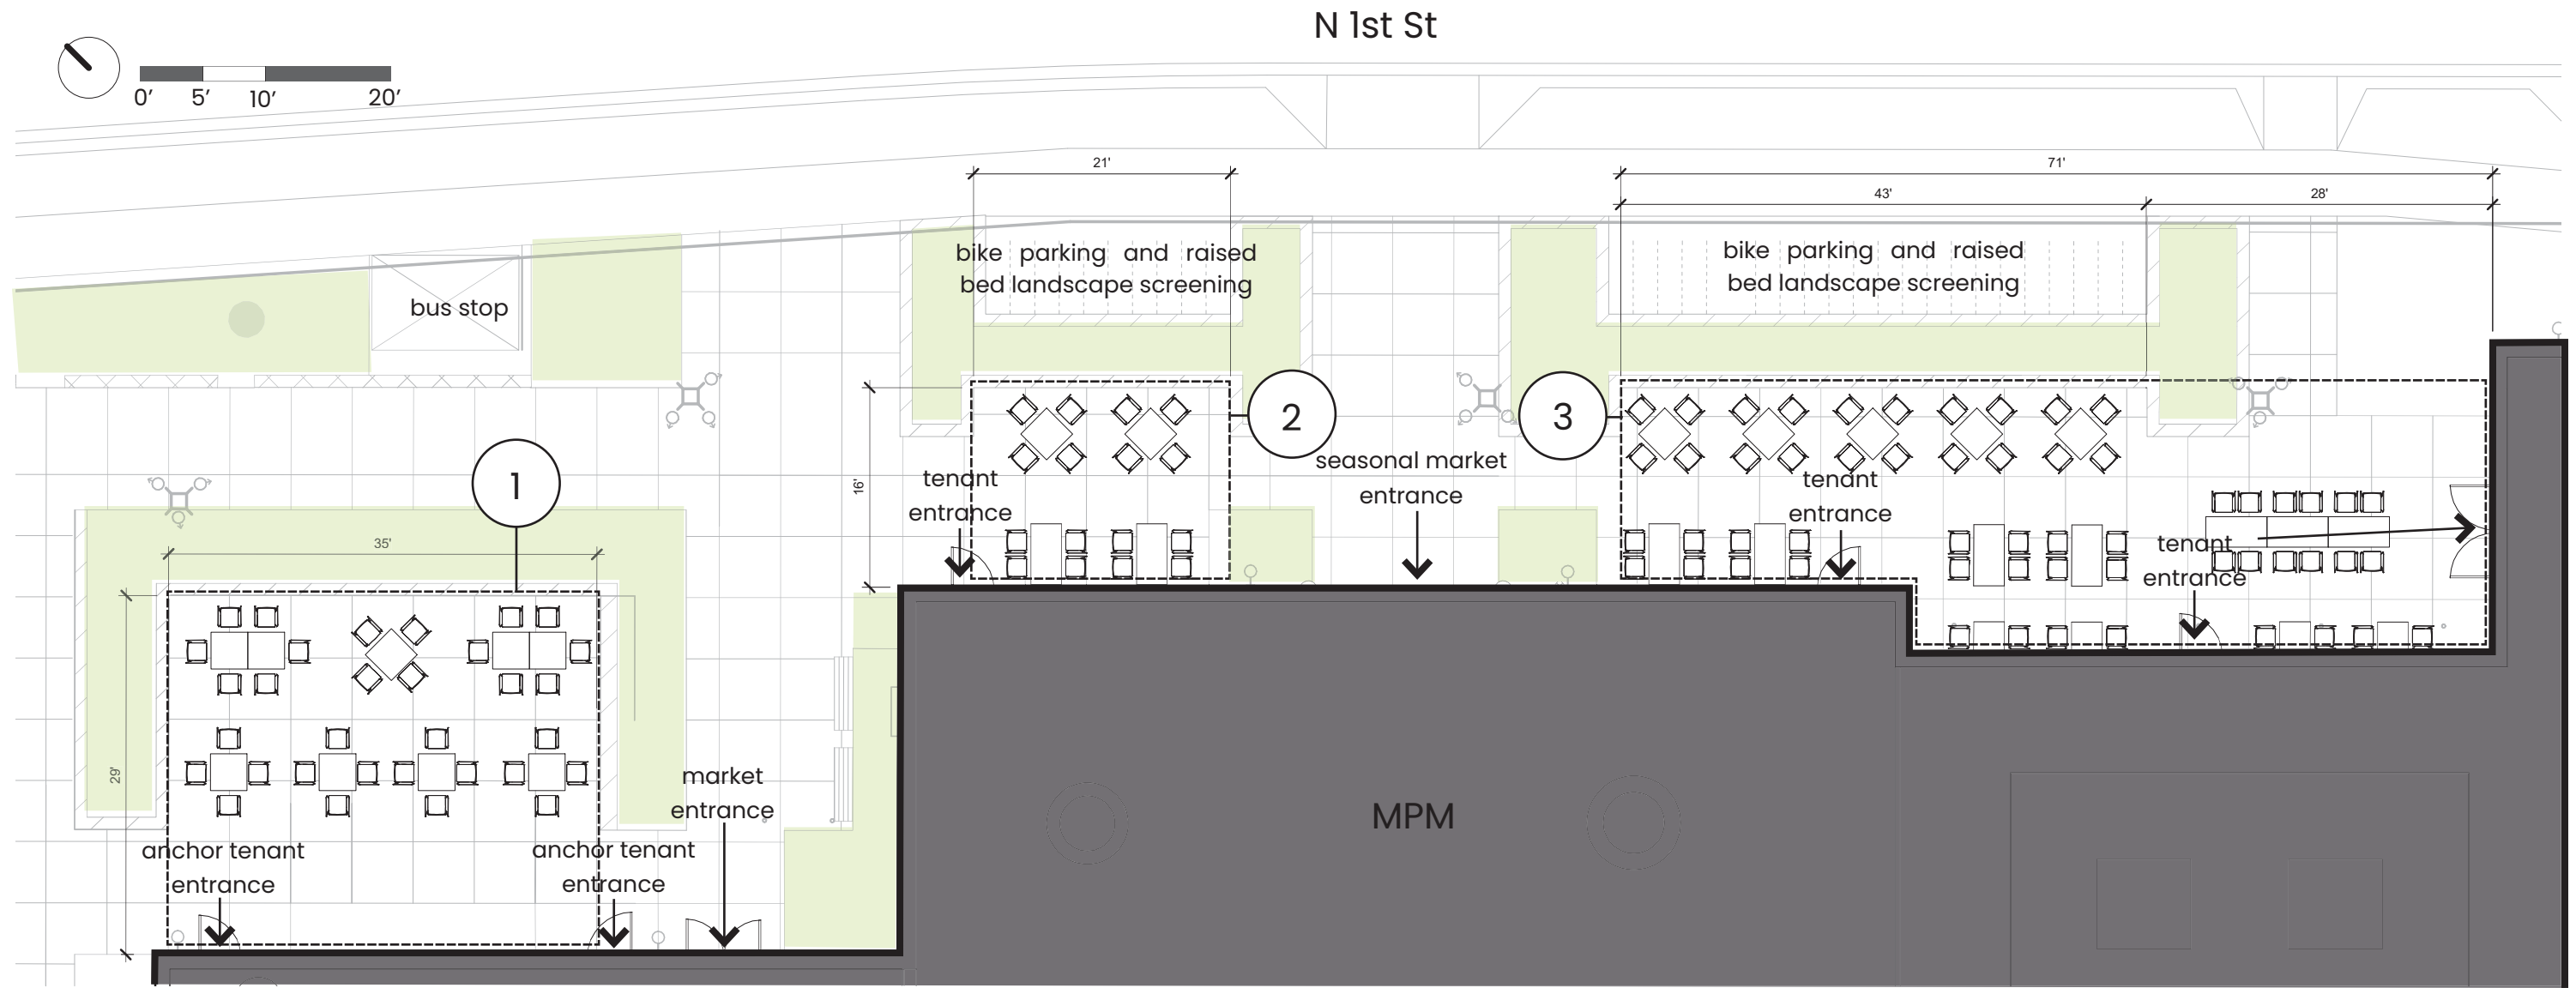 N 1st St
0’ 5’ 10’ 20’
21'
71'
43'
28'
bike parking and raised
bed landscape screening
bike parking and raised
bed landscape screening
bus stop
1
2
3
16'
tenant
entrance
seasonal market
entrance
tenant
entrance
tenant
entrance
35'
29'
market
entrance
anchor tenant
entrance
anchor tenant
entrance
MPM